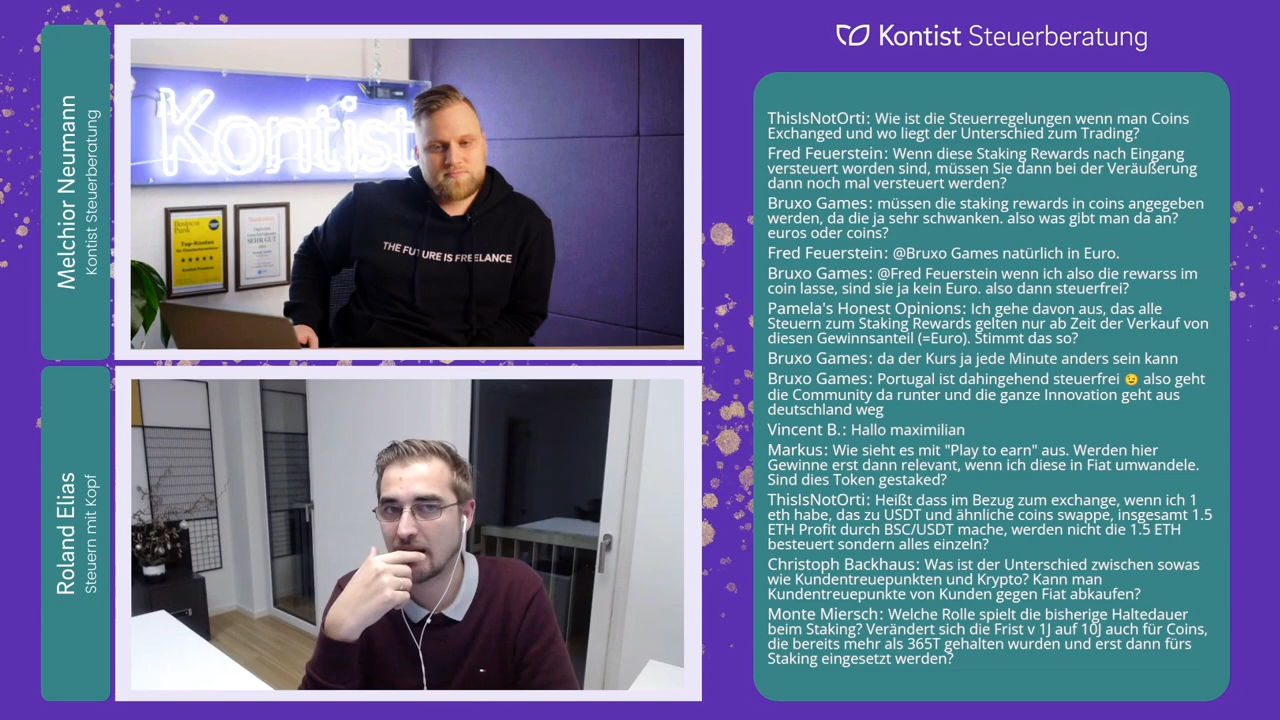 Melchior Neumann
Kontist Steuerberatung
Kontist
Business Punk
Top-Konten
SEHR GUT
THE FUTURE IS FREELANCE
Roland Elias
Steuern mit Kopf
Kontist Steuerberatung
ThisIsNotOrti: Wie ist die Steuerregelungen wenn man Coins
Exchanged und wo liegt der Unterschied zum Trading?
Fred Feuerstein: Wenn diese Staking Rewards nach Eingang
versteuert worden sind, müssen Sie dann bei der Veräußerung
dann noch mal versteuert werden?
Bruxo Games: müssen die staking rewards in coins angegeben
werden, da die ja sehr schwanken. also was gibt man da an?
euros oder coins?
Fred Feuerstein: @Bruxo Games natürlich in Euro.
Bruxo Games: @Fred Feuerstein wenn ich also die rewarss im
coin lasse, sind sie ja kein Euro. also dann steuerfrei?
Pamela's Honest Opinions: Ich gehe davon aus, das alle
Steuern zum Staking Rewards gelten nur ab Zeit der Verkauf von
diesen Gewinnsanteil (=Euro). Stimmt das so?
Bruxo Games: da der Kurs ja jede Minute anders sein kann
Bruxo Games: Portugal ist dahingehend steuerfrei 😉 also geht
die Community da runter und die ganze Innovation geht aus
deutschland weg
Vincent B.: Hallo maximilian
Markus: Wie sieht es mit "Play to earn" aus. Werden hier
Gewinne erst dann relevant, wenn ich diese in Fiat umwandele.
Sind dies Token gestaked?
ThisIsNotOrti: Heißt dass im Bezug zum exchange, wenn ich 1
eth habe, das zu USDT und ähnliche coins swappe, insgesamt 1.5
ETH Profit durch BSC/USDT mache, werden nicht die 1.5 ETH
besteuert sondern alles einzeln?
Christoph Backhaus: Was ist der Unterschied zwischen sowas
wie Kundentreuepunkten und Krypto? Kann man
Kundentreuepunkte von Kunden gegen Fiat abkaufen?
Monte Miersch: Welche Rolle spielt die bisherige Haltedauer
beim Staking? Verändert sich die Frist v 1J auf 10J auch für Coins,
die bereits mehr als 365T gehalten wurden und erst dann fürs
Staking eingesetzt werden?